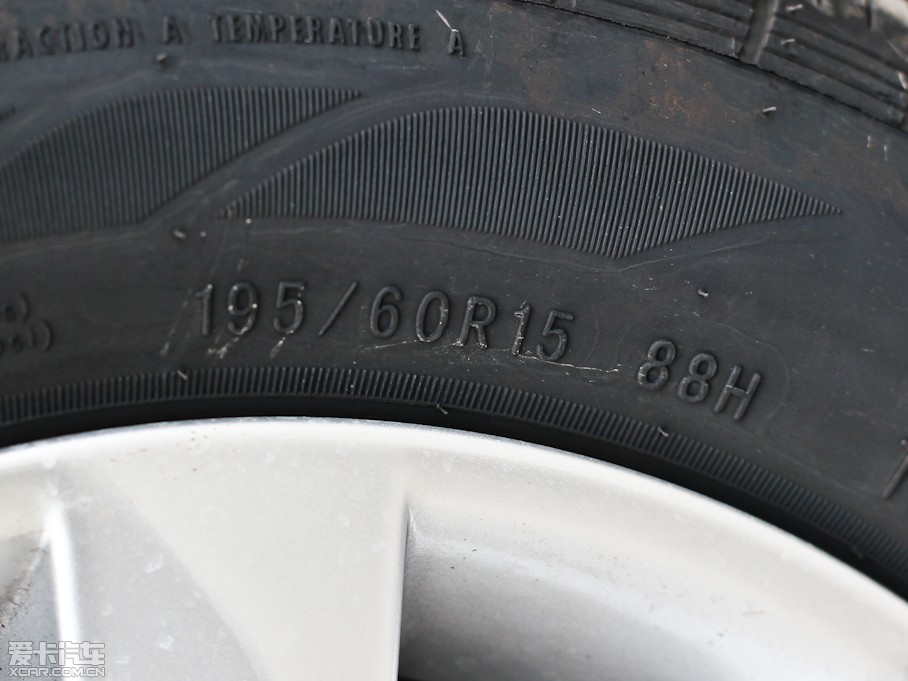 RACTION A TEMPERATURE A
195/60R15 88H
爱卡汽车
XCAR.COM.CN